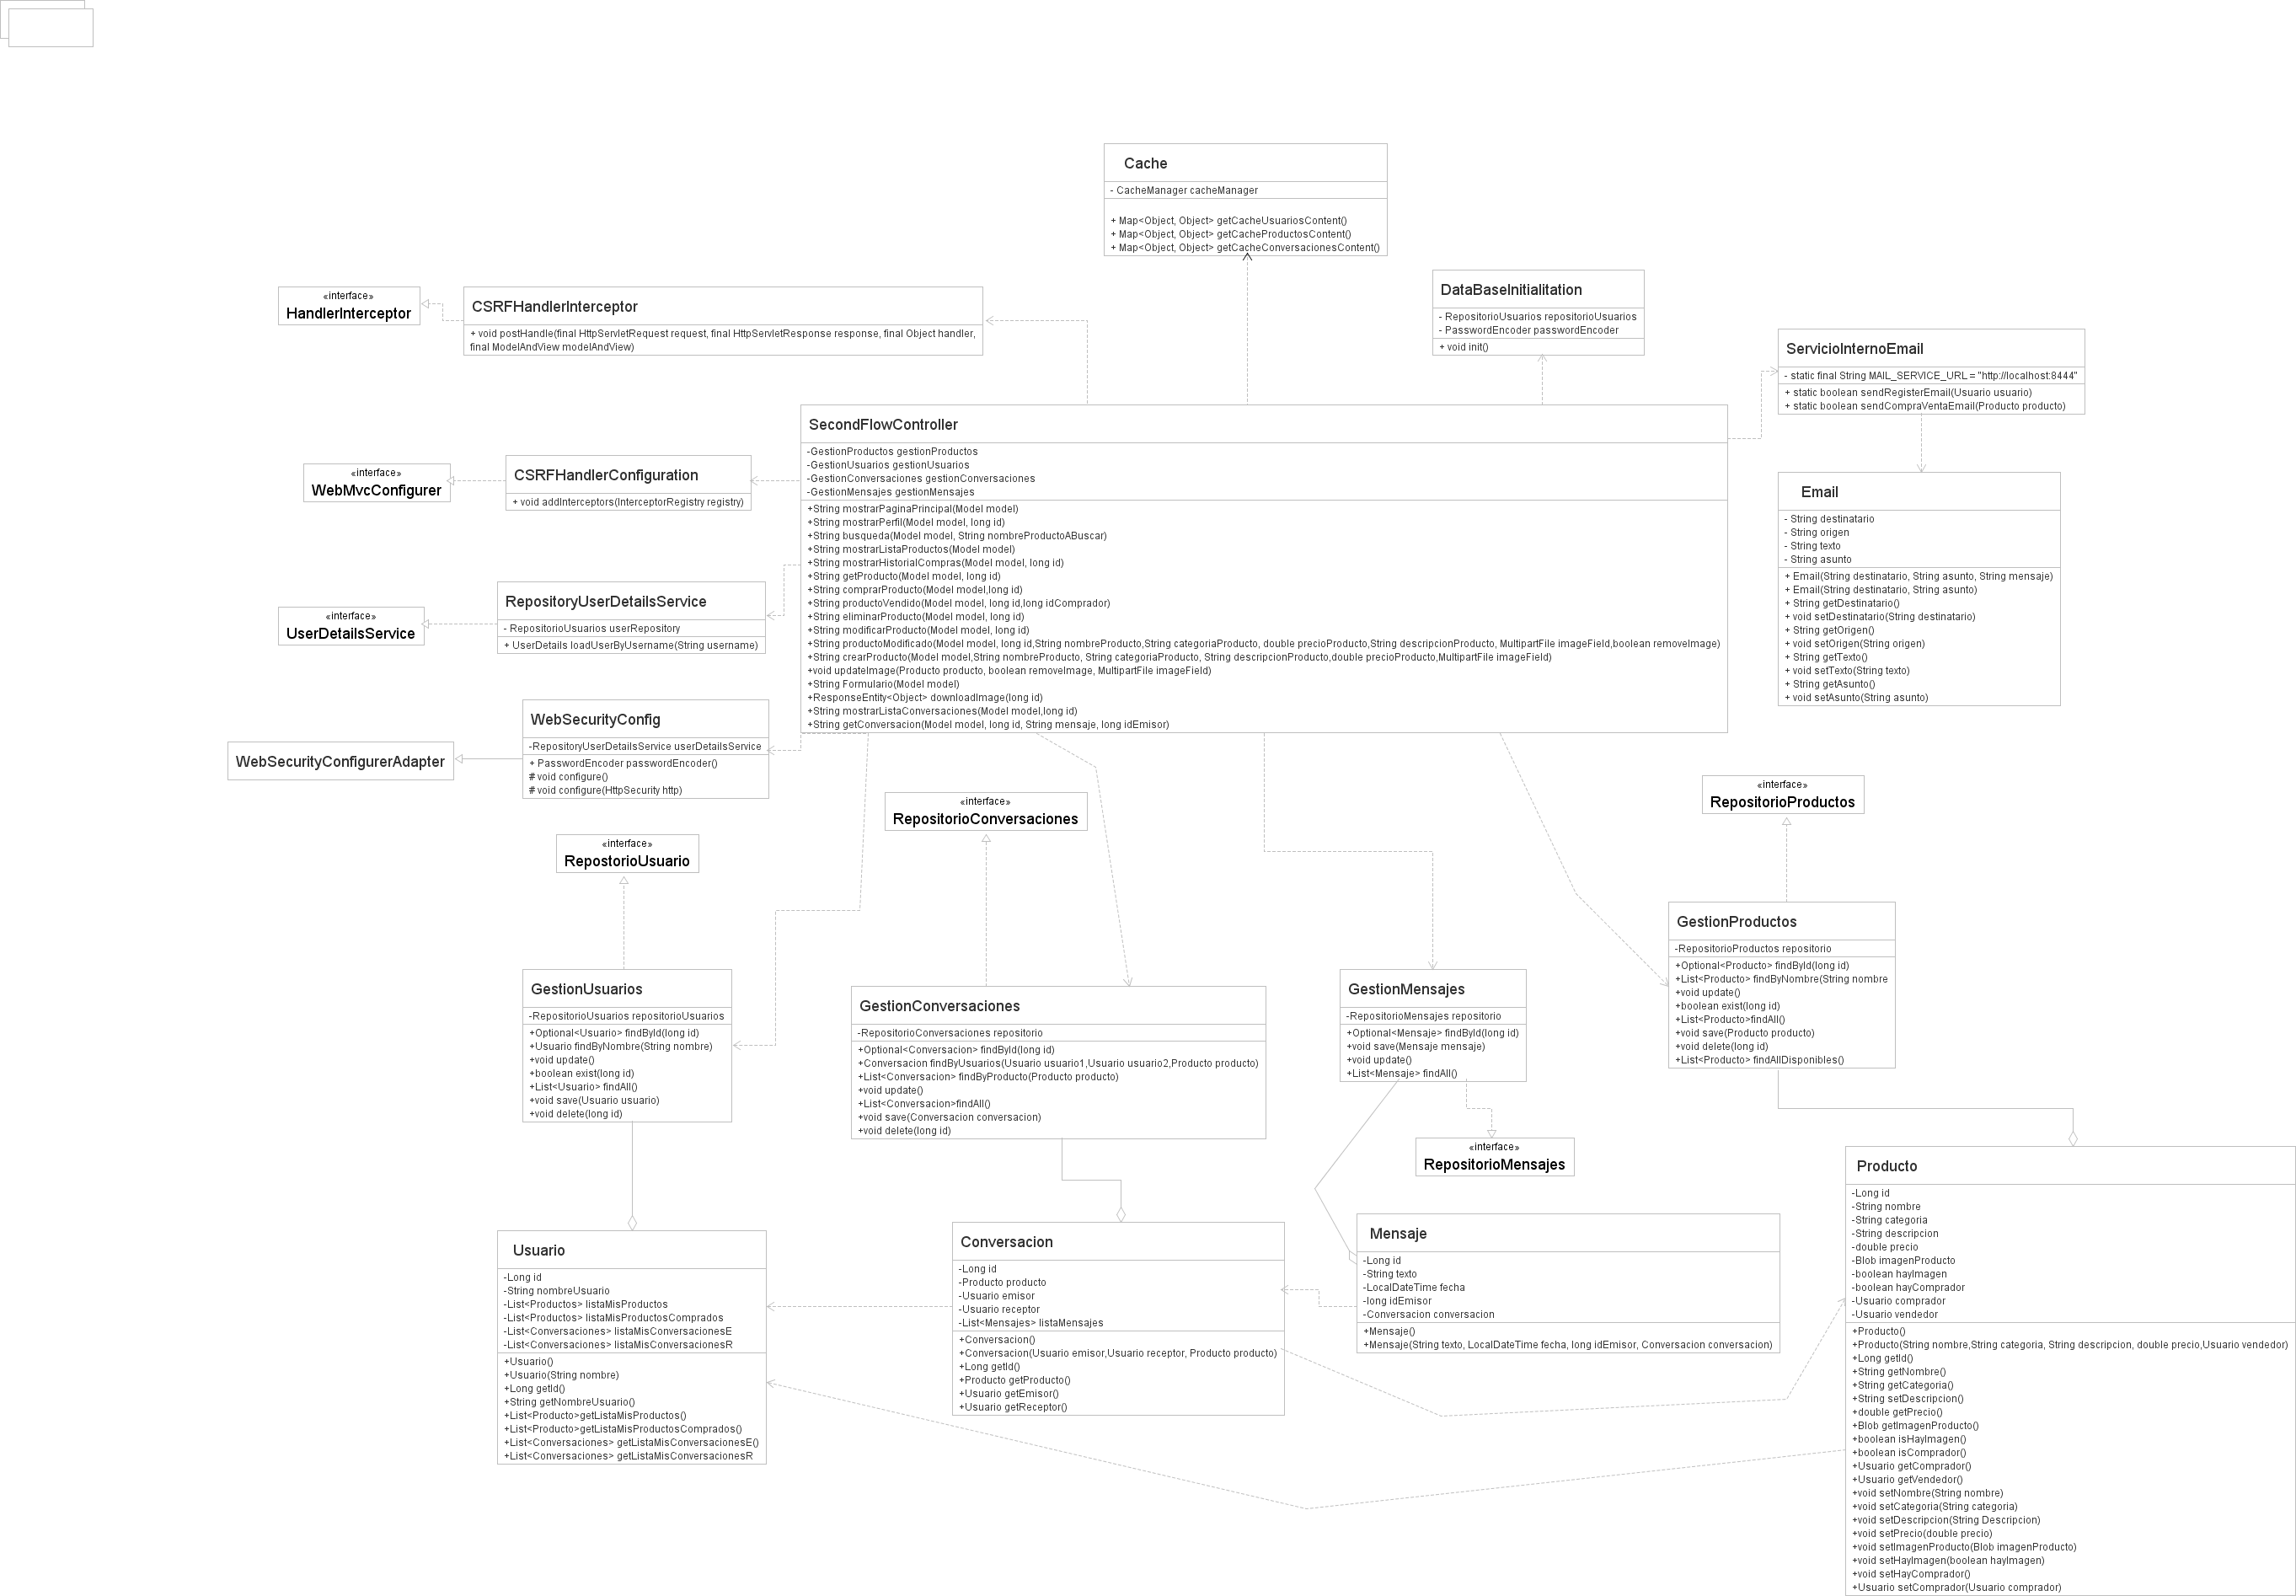 Cache
- CacheManager cacheManager
+ Map<Object, Object> getCacheUsuariosContent()
+ Map<Object, Object> getCacheProductosContent()
+ Map<Object, Object> getCacheConversacionesContent()
«interface»
HandlerInterceptor
CSRFHandlerInterceptor
+ void postHandle(final HttpServletRequest request, final HttpServletResponse response, final Object handler,
final ModelAndView modelAndView)
DataBaseInitialitation
- RepositorioUsuarios repositorioUsuarios
- PasswordEncoder passwordEncoder
+ void init()
ServicioInternoEmail
- static final String MAIL_SERVICE_URL = "http://localhost:8444"
+ static boolean sendRegisterEmail(Usuario usuario)
+ static boolean sendCompraVentaEmail(Producto producto)
SecondFlowController
-GestionProductos gestionProductos
-GestionUsuarios gestionUsuarios
-GestionConversaciones gestionConversaciones
-GestionMensajes gestionMensajes
+String mostrarPaginaPrincipal(Model model)
+String mostrarPerfil(Model model, long id)
+String busqueda(Model model, String nombreProductoABuscar)
+String mostrarListaProductos(Model model)
+String mostrarHistorialCompras(Model model, long id)
+String getProducto(Model model, long id)
+String comprarProducto(Model model,long id)
+String productoVendido(Model model, long id,long idComprador)
+String eliminarProducto(Model model, long id)
+String modificarProducto(Model model, long id)
+String productoModificado(Model model, long id,String nombreProducto,String categoriaProducto, double precioProducto,String descripcionProducto, MultipartFile imageField,boolean removeImage)
+String crearProducto(Model model,String nombreProducto, String categoriaProducto, String descripcionProducto,double precioProducto,MultipartFile imageField)
+void updateImage(Producto producto, boolean removeImage, MultipartFile imageField)
+String Formulario(Model model)
+ResponseEntity<Object> downloadImage(long id)
+String mostrarListaConversaciones(Model model,long id)
+String getConversacion(Model model, long id, String mensaje, long idEmisor)
«interface»
WebMvcConfigurer
CSRFHandlerConfiguration
+ void addInterceptors(InterceptorRegistry registry)
Email
- String destinatario
- String origen
- String texto
- String asunto
+ Email(String destinatario, String asunto, String mensaje)
+ Email(String destinatario, String asunto)
+ String getDestinatario()
+ void setDestinatario(String destinatario)
+ String getOrigen()
+ void setOrigen(String origen)
+ String getTexto()
+ void setTexto(String texto)
+ String getAsunto()
+ void setAsunto(String asunto)
«interface»
UserDetailsService
RepositoryUserDetailsService
- RepositorioUsuarios userRepository
+ UserDetails loadUserByUsername(String username)
WebSecurityConfigurerAdapter
WebSecurityConfig
-RepositoryUserDetailsService userDetailsService
+ PasswordEncoder passwordEncoder()
# void configure()
# void configure(HttpSecurity http)
«interface»
RepostorioUsuario
«interface»
RepositorioConversaciones
«interface»
RepositorioProductos
GestionUsuarios
-RepositorioUsuarios repositorioUsuarios
+Optional<Usuario> findById(long id)
+Usuario findByNombre(String nombre)
+void update()
+boolean exist(long id)
+List<Usuario> findAll()
+void save(Usuario usuario)
+void delete(long id)
GestionConversaciones
-RepositorioConversaciones repositorio
+Optional<Conversacion> findById(long id)
+Conversacion findByUsuarios(Usuario usuario1,Usuario usuario2,Producto producto)
+List<Conversacion> findByProducto(Producto producto)
+void update()
+List<Conversacion>findAll()
+void save(Conversacion conversacion)
+void delete(long id)
GestionMensajes
-RepositorioMensajes repositorio
+Optional<Mensaje> findById(long id)
+void save(Mensaje mensaje)
+void update()
+List<Mensaje> findAll()
GestionProductos
-RepositorioProductos repositorio
+Optional<Producto> findById(long id)
+List<Producto> findByNombre(String nombre
+void update()
+boolean exist(long id)
+List<Producto>findAll()
+void save(Producto producto)
+void delete(long id)
+List<Producto> findAllDisponibles()
«interface»
RepositorioMensajes
Usuario
-Long id
-String nombreUsuario
-List<Productos> listaMisProductos
-List<Productos> listaMisProductosComprados
-List<Conversaciones> listaMisConversacionesE
-List<Conversaciones> listaMisConversacionesR
+Usuario()
+Usuario(String nombre)
+Long getId()
+String getNombreUsuario()
+List<Producto>getListaMisProductos()
+List<Producto>getListaMisProductosComprados()
+List<Conversaciones> getListaMisConversacionesE()
+List<Conversaciones> getListaMisConversacionesR
Conversacion
-Long id
-Producto producto
-Usuario emisor
-Usuario receptor
-List<Mensajes> listaMensajes
+Conversacion()
+Conversacion(Usuario emisor,Usuario receptor, Producto producto)
+Long getId()
+Producto getProducto()
+Usuario getEmisor()
+Usuario getReceptor()
Mensaje
-Long id
-String texto
-LocalDateTime fecha
-long idEmisor
-Conversacion conversacion
+Mensaje()
+Mensaje(String texto, LocalDateTime fecha, long idEmisor, Conversacion conversacion)
Producto
-Long id
-String nombre
-String categoria
-String descripcion
-double precio
-Blob imagenProducto
-boolean hayImagen
-boolean hayComprador
-Usuario comprador
-Usuario vendedor
+Producto()
+Producto(String nombre,String categoria, String descripcion, double precio,Usuario vendedor)
+Long getId()
+String getNombre()
+String getCategoria()
+String setDescripcion()
+double getPrecio()
+Blob getImagenProducto()
+boolean isHayImagen()
+boolean isComprador()
+Usuario getComprador()
+Usuario getVendedor()
+void setNombre(String nombre)
+void setCategoria(String categoria)
+void setDescripcion(String Descripcion)
+void setPrecio(double precio)
+void setImagenProducto(Blob imagenProducto)
+void setHayImagen(boolean hayImagen)
+void setHayComprador()
+Usuario setComprador(Usuario comprador)